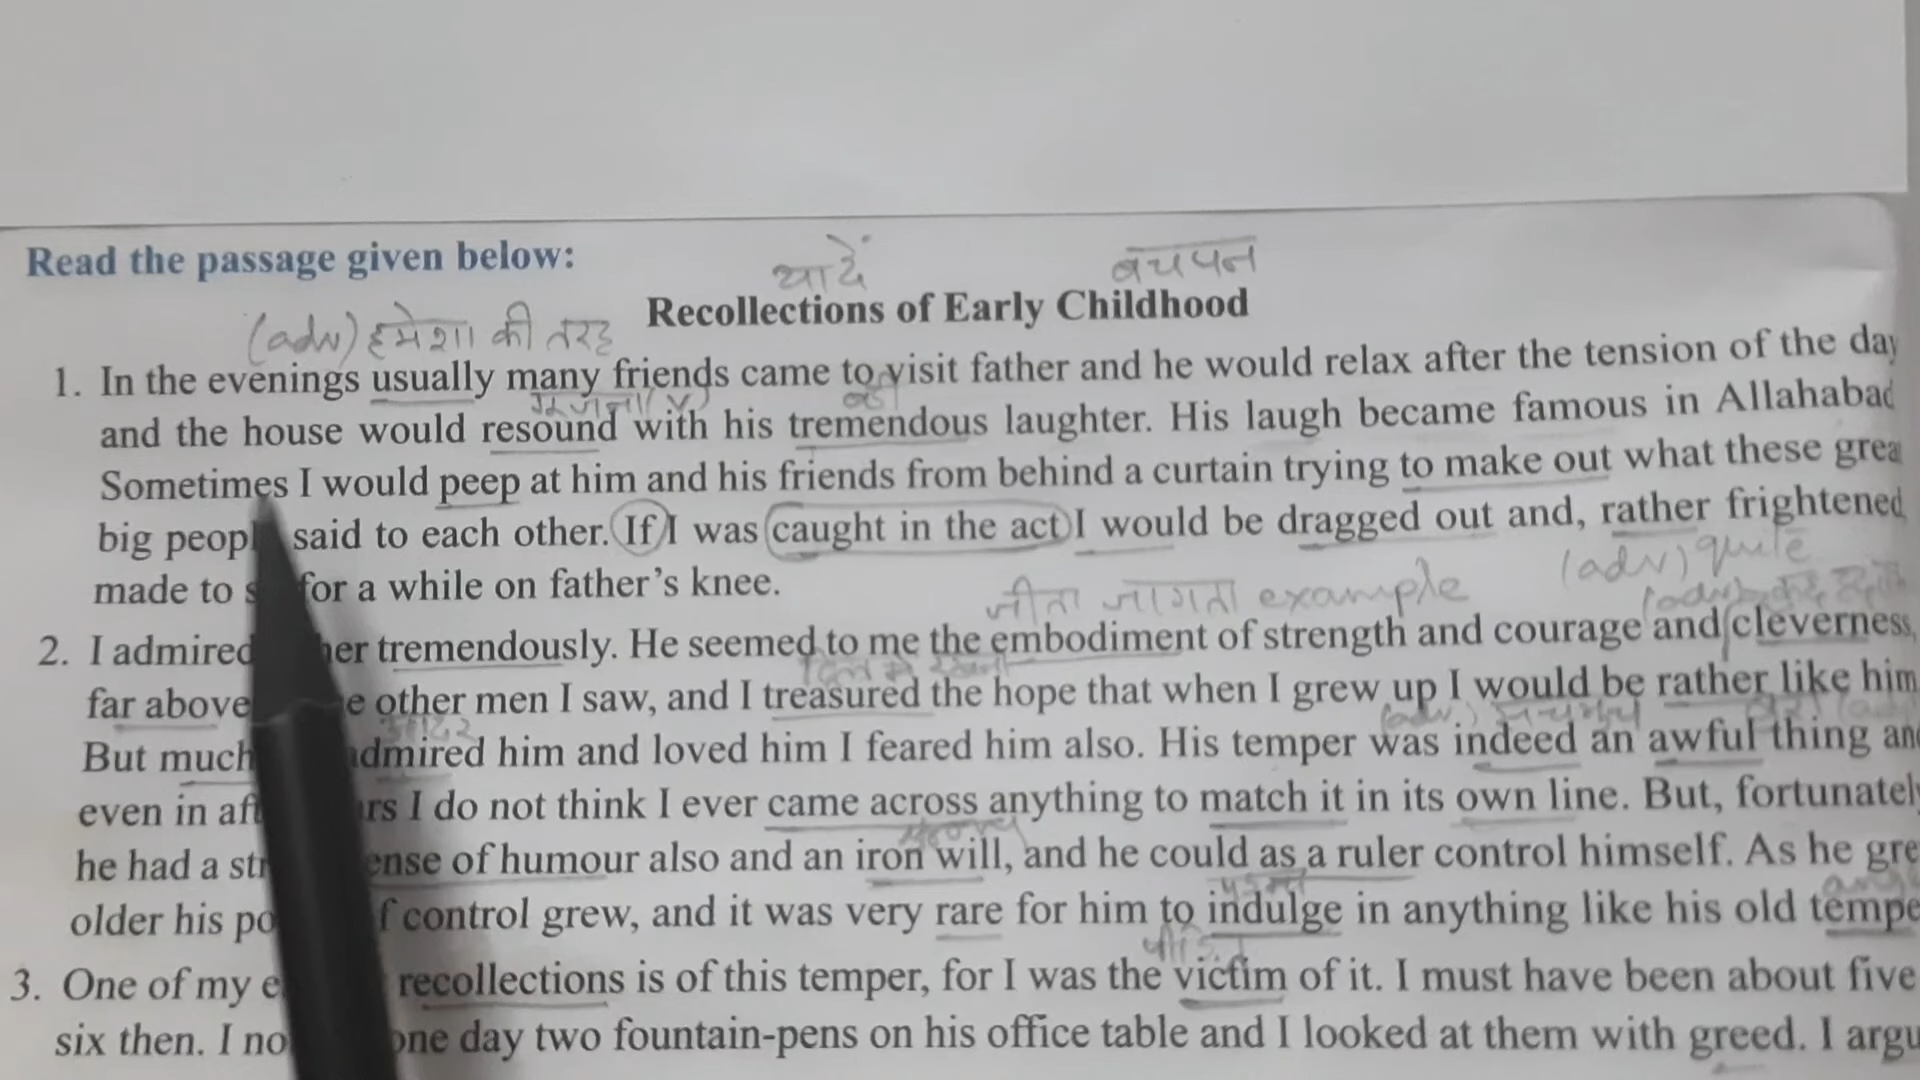 Read the passage given below:
यादें बचपन
Recollections of Early Childhood
(adv) हमेशा की तरह
1. In the evenings usually many friends came to visit father and he would relax after the tension of the day
and the house would resound with his tremendous laughter. His laugh became famous in Allahabad
Sometimes I would peep at him and his friends from behind a curtain trying to make out what these grea
big peopl said to each other. If I was caught in the act I would be dragged out and, rather frightened
(adv) quite
made to for a while on father's knee.
जीता जागता example
2. I admired her tremendously. He seemed to me the embodiment of strength and courage and cleverness,
far above e other men I saw, and I treasured the hope that when I grew up I would be rather like him
But much admired him and loved him I feared him also. His temper was indeed an awful thing and
even in aft rs I do not think I ever came across anything to match it in its own line. But, fortunately
he had a str ense of humour also and an iron will, and he could as a ruler control himself. As he gre
older his po f control grew, and it was very rare for him to indulge in anything like his old tempe
3. One of my e recollections is of this temper, for I was the victim of it. I must have been about five
six then. I no one day two fountain-pens on his office table and I looked at them with greed. I argu